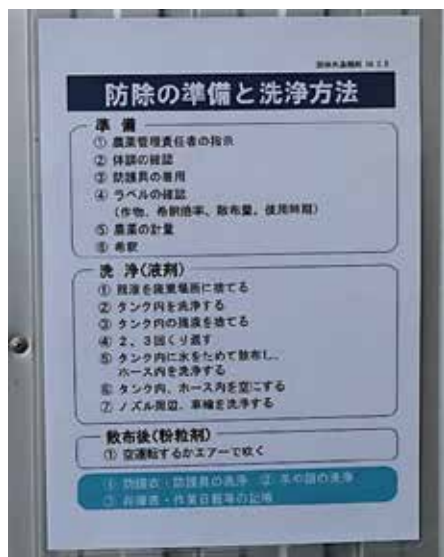 防除の準備と洗浄方法
準 備
① 農薬管理責任者の指示
② 体調の確認
③ 防護具の着用
④ ラベルの確認
(作物、希釈倍率、散布量、使用時期)
⑤ 農薬の計量
⑥ 希釈
洗 浄(液剤)
① 残液を廃棄場所に捨てる
② タンク内を洗浄する
③ タンク内の残液を捨てる
④ 2、3回くり返す
⑤ タンク内に水をためて散布し、
ホース内を洗浄する
⑥ タンク内、ホース内を空にする
⑦ ノズル周辺、車輪を洗浄する
散布後(粉粒剤)
① 空運転するかエアーで吹く
① 防護衣・防護具の洗浄 ② 手や顔の洗浄
③ 作業日誌等の記帳